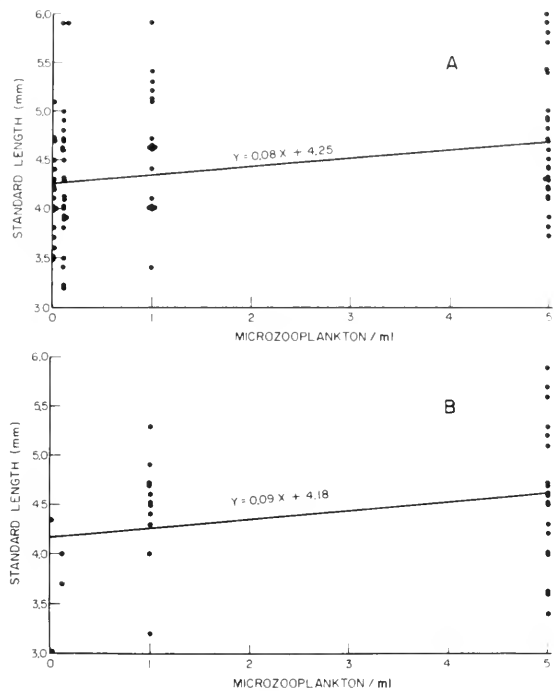 A
6.0
5.5
5.0
4.5
4.0
3.5
3.0
STANDARD LENGTH (mm)
Y = 0.08 X + 4.25
0 1 2 3 4 5
MICROZOOPLANKTON / ml
B
6.0
5.5
5.0
4.5
4.0
3.5
3.0
STANDARD LENGTH (mm)
Y = 0.09 X + 4.18
0 1 2 3 4 5
MICROZOOPLANKTON / ml